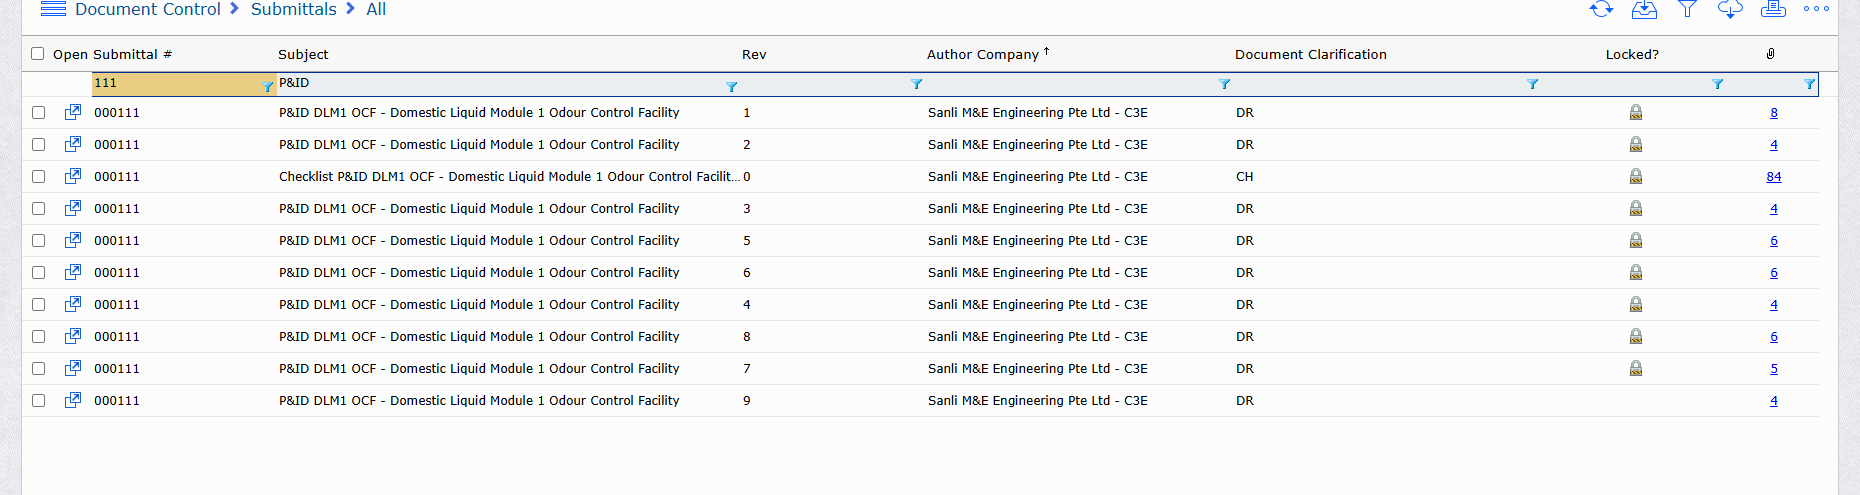 Document Control > Submittals > All
Open Submittal # Subject Rev Author Company ↑ Document Clarification Locked?
111 P&ID
000111 P&ID DLM1 OCF - Domestic Liquid Module 1 Odour Control Facility 1 Sanli M&E Engineering Pte Ltd - C3E DR 8
000111 P&ID DLM1 OCF - Domestic Liquid Module 1 Odour Control Facility 2 Sanli M&E Engineering Pte Ltd - C3E DR 4
000111 Checklist P&ID DLM1 OCF - Domestic Liquid Module 1 Odour Control Facilit... 0 Sanli M&E Engineering Pte Ltd - C3E CH 84
000111 P&ID DLM1 OCF - Domestic Liquid Module 1 Odour Control Facility 3 Sanli M&E Engineering Pte Ltd - C3E DR 4
000111 P&ID DLM1 OCF - Domestic Liquid Module 1 Odour Control Facility 5 Sanli M&E Engineering Pte Ltd - C3E DR 6
000111 P&ID DLM1 OCF - Domestic Liquid Module 1 Odour Control Facility 6 Sanli M&E Engineering Pte Ltd - C3E DR 6
000111 P&ID DLM1 OCF - Domestic Liquid Module 1 Odour Control Facility 4 Sanli M&E Engineering Pte Ltd - C3E DR 4
000111 P&ID DLM1 OCF - Domestic Liquid Module 1 Odour Control Facility 8 Sanli M&E Engineering Pte Ltd - C3E DR 6
000111 P&ID DLM1 OCF - Domestic Liquid Module 1 Odour Control Facility 7 Sanli M&E Engineering Pte Ltd - C3E DR 5
000111 P&ID DLM1 OCF - Domestic Liquid Module 1 Odour Control Facility 9 Sanli M&E Engineering Pte Ltd - C3E DR 4